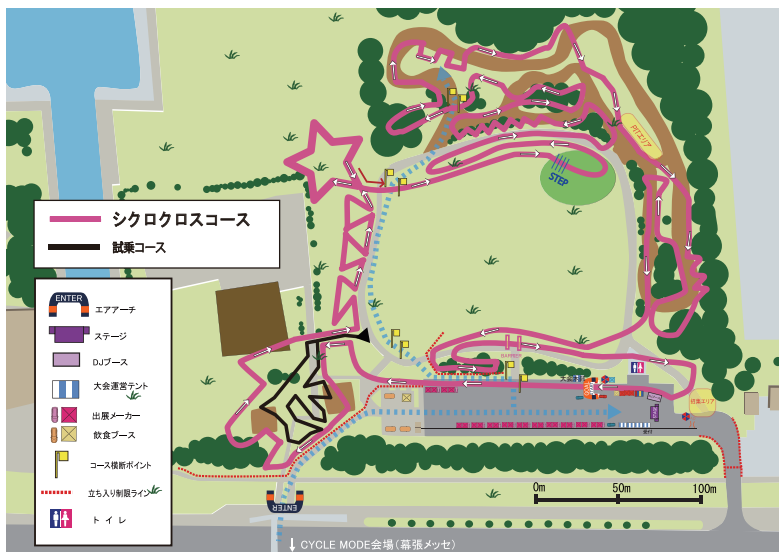 PITエリア
STEP
シクロクロスコース
試乗コース
ENTER
エアアーチ
ステージ
DJブース
大会運営テント
出展メーカー
飲食ブース
コース横断ポイント
立ち入り制限ライン
トイレ
BARRIER
受付
ENTER
0m 50m 100m
↓ CYCLE MODE会場(幕張メッセ)